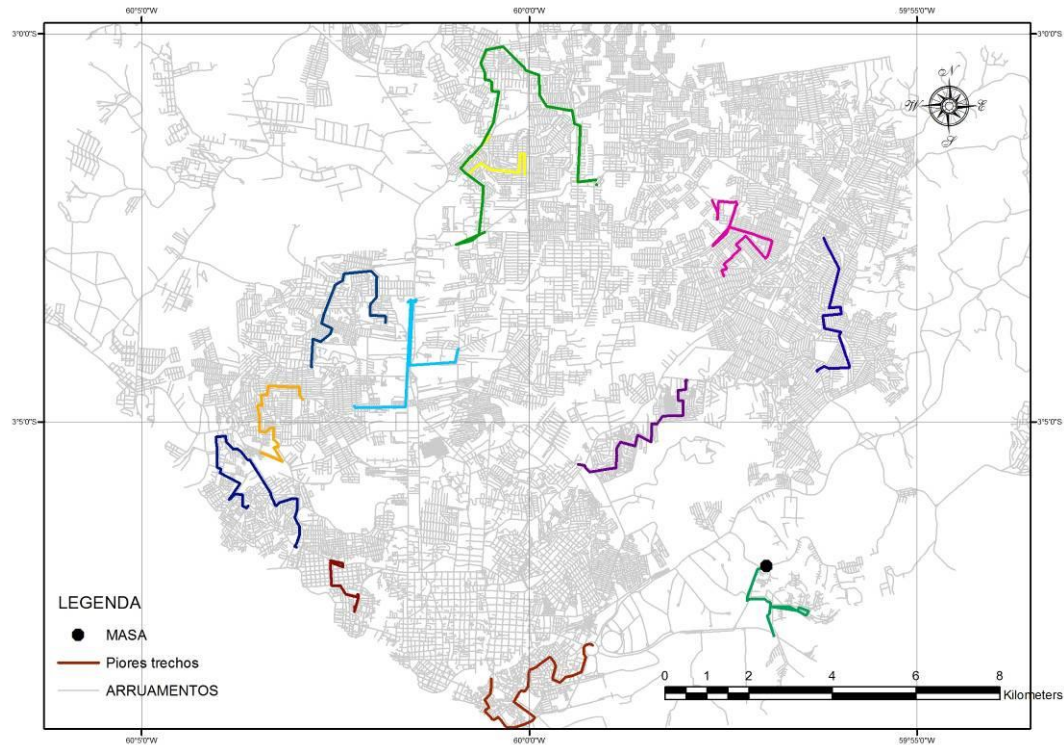 60°5'0"W 60°0'0"W 59°55'0"W
3°0'0"S 3°0'0"S
N
W E
S
3°5'0"S 3°5'0"S
LEGENDA
MASA
Piores trechos
ARRUAMENTOS
0 1 2 4 6 8
Kilometers
60°5'0"W 60°0'0"W 59°55'0"W